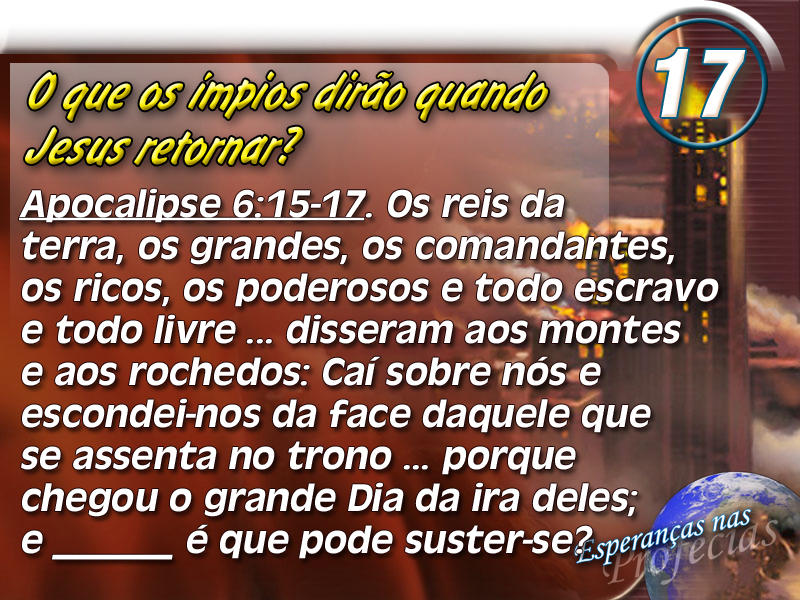 17
O que os ímpios dirão quando
Jesus retornar?
Apocalipse 6:15-17. Os reis da
terra, os grandes, os comandantes,
os ricos, os poderosos e todo escravo
e todo livre ... disseram aos montes
e aos rochedos: Caí sobre nós e
escondei-nos da face daquele que
se assenta no trono ... porque
chegou o grande Dia da ira deles;
e ______ é que pode suster-se?
Esperanças nas
Profecias